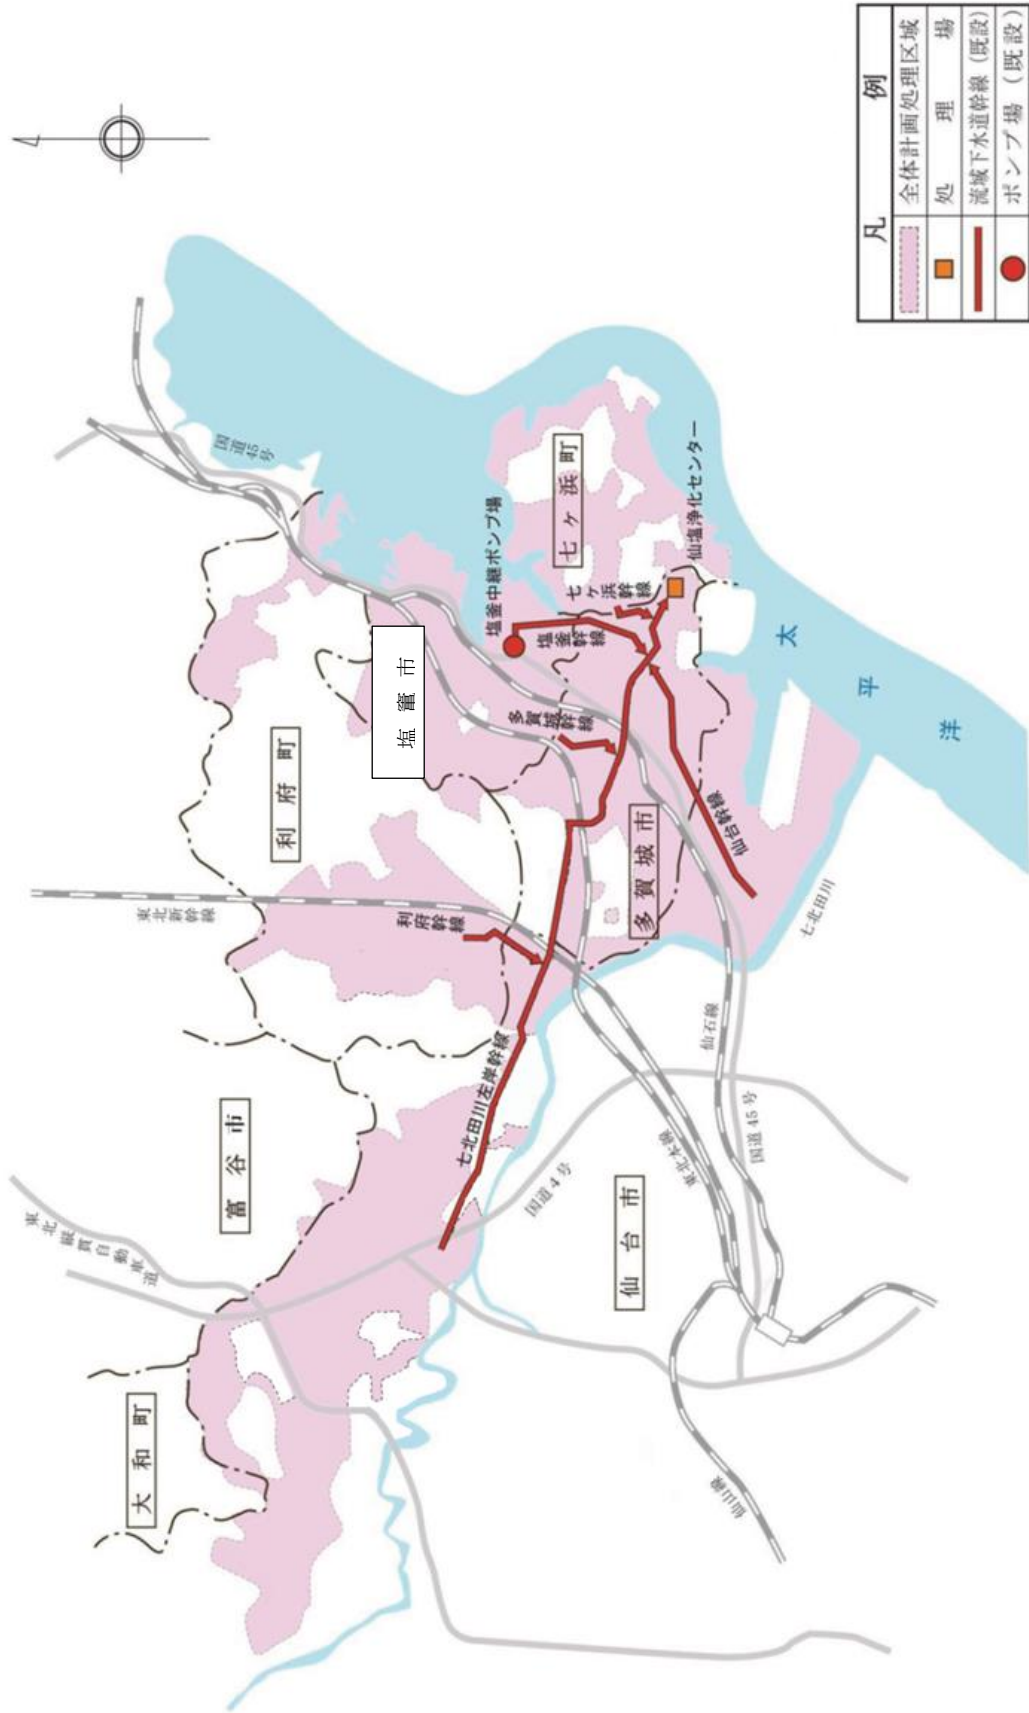 凡 例
全体計画処理区域
処 理 場
流域下水道幹線（既設）
ポンプ場（既設）
大 和 町
富 谷 市
利 府 町
塩 竈 市
七 ヶ 浜 町
多 賀 城 市
仙 台 市
東北縦貫自動車道
東北新幹線
国道45号
利府幹線
七北田川左岸幹線
多賀城幹線
塩釜幹線
七ヶ浜幹線
塩釜中継ポンプ場
仙塩浄化センター
仙台幹線
七北田川
国道4号
東北本線
仙石線
国道45号
仙山線
太 平 洋